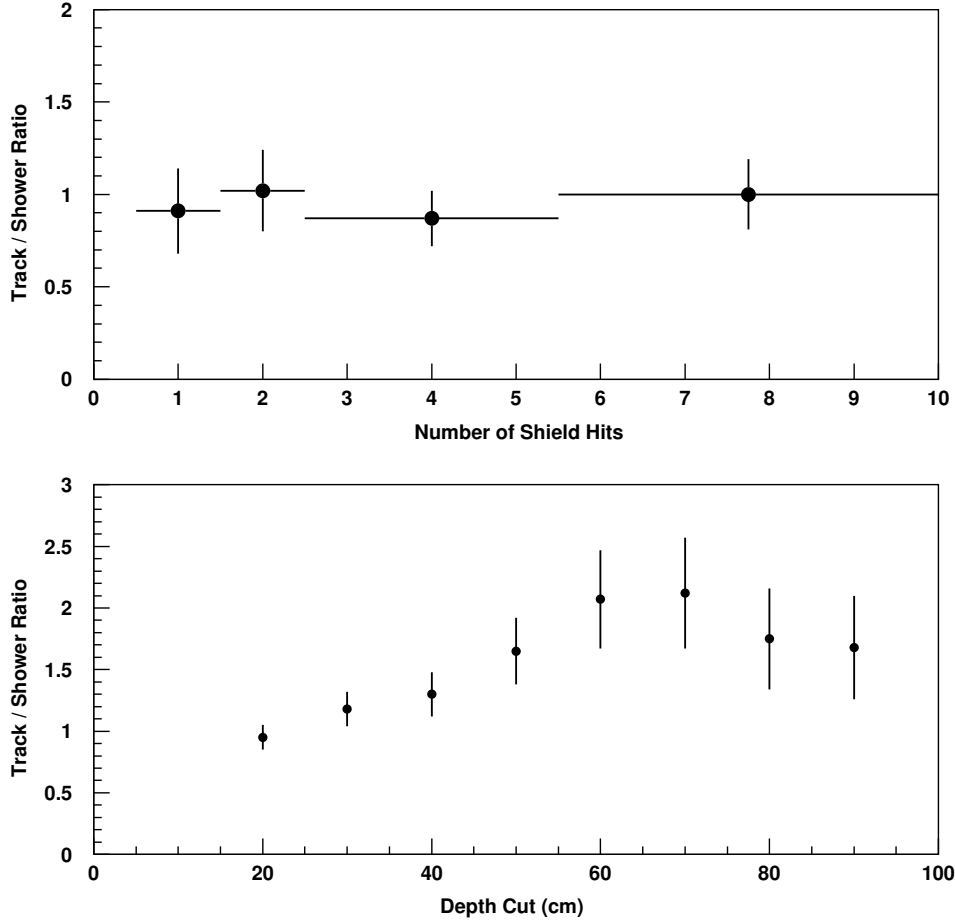 2
1.5
1
0.5
0
Track / Shower Ratio
0 1 2 3 4 5 6 7 8 9 10
Number of Shield Hits
3
2.5
2
1.5
1
0.5
0
Track / Shower Ratio
0 20 40 60 80 100
Depth Cut (cm)